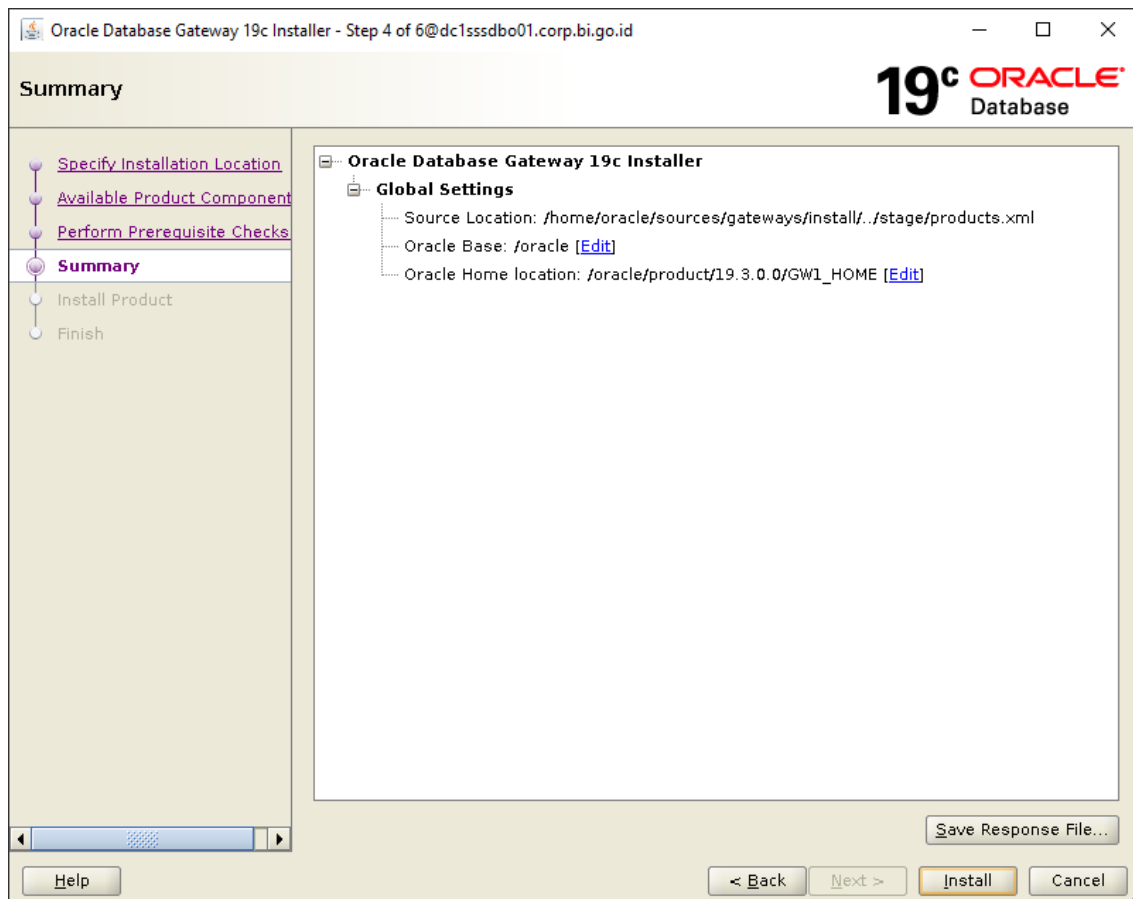 Oracle Database Gateway 19c Installer - Step 4 of 6@dc1sssdbo01.corp.bi.go.id
Summary
19c ORACLE
Database
Specify Installation Location
Available Product Component
Perform Prerequisite Checks
Summary
Install Product
Finish
Oracle Database Gateway 19c Installer
Global Settings
Source Location: /home/oracle/sources/gateways/install/../stage/products.xml
Oracle Base: /oracle [Edit]
Oracle Home location: /oracle/product/19.3.0.0/GW1_HOME [Edit]
Save Response File...
Help
< Back
Next >
Install
Cancel